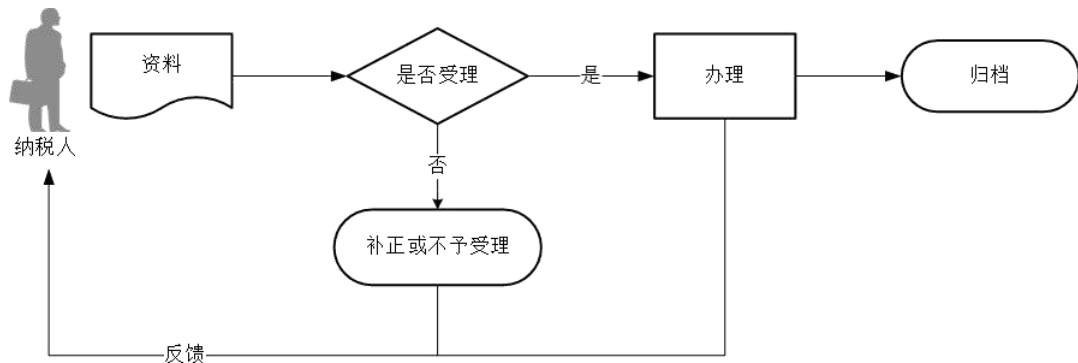 资料
是否受理
是
办理
归档
纳税人
否
补正或不予受理
反馈